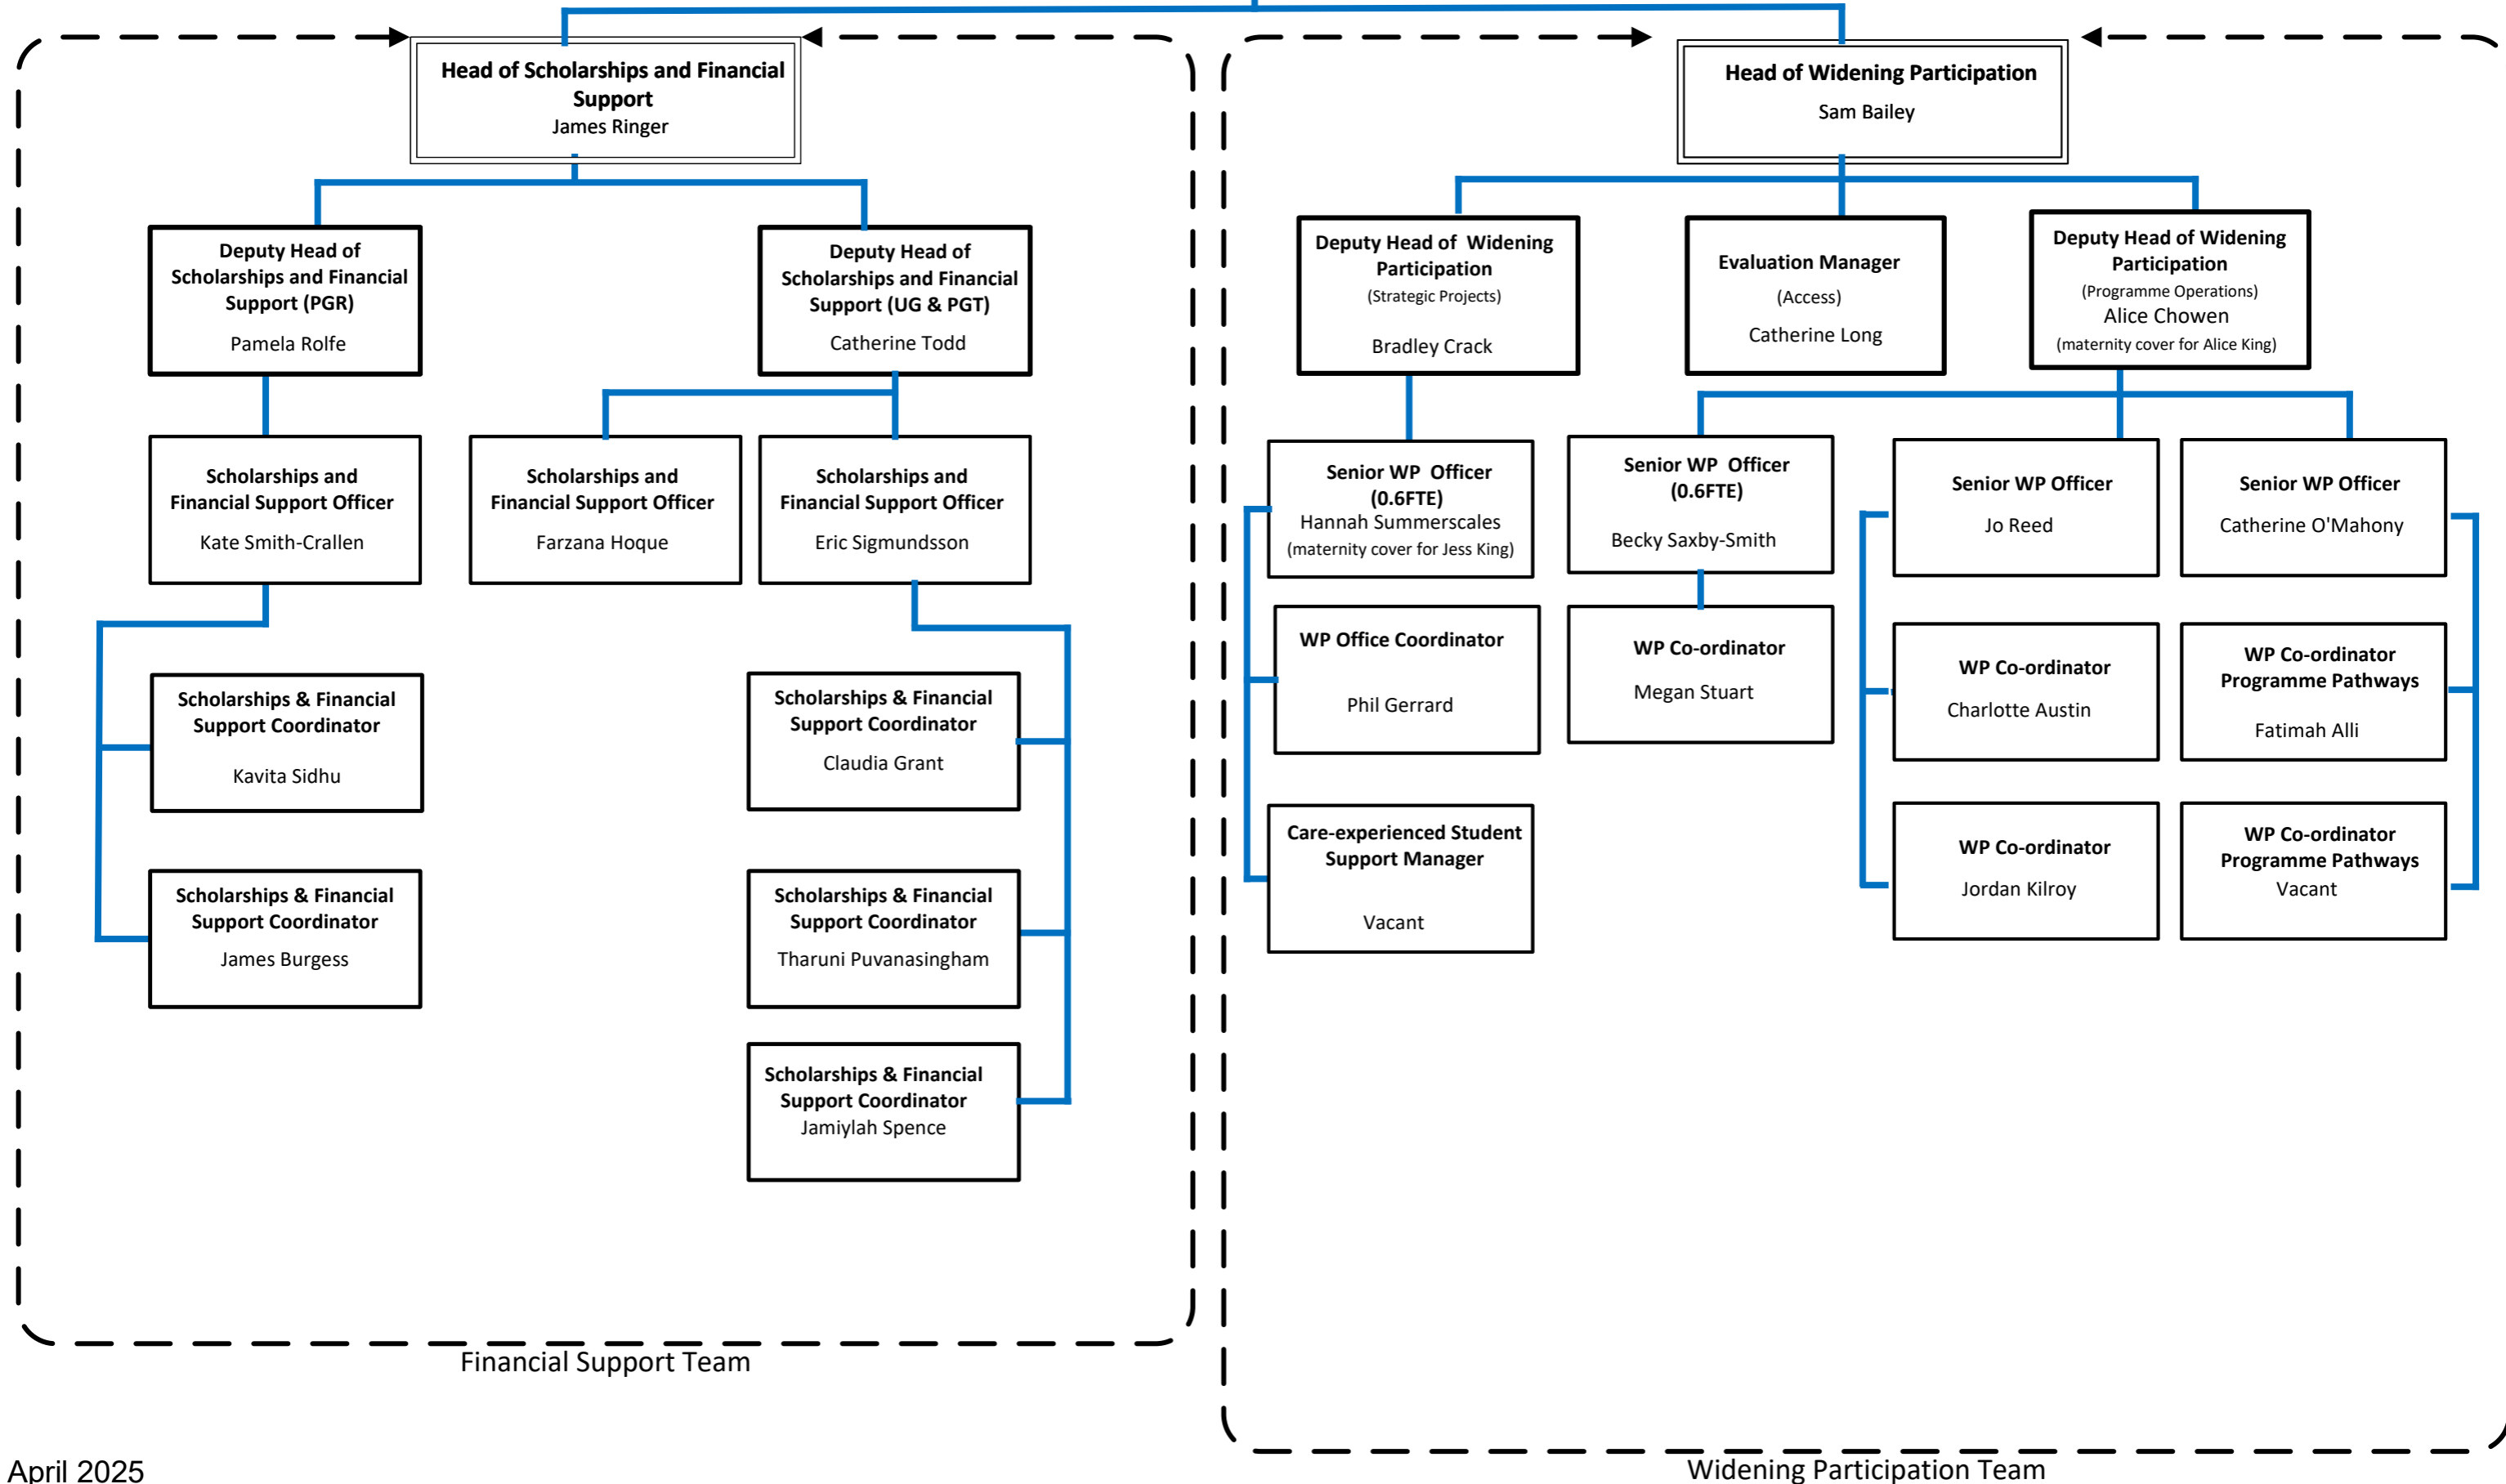 Head of Scholarships and Financial
Support
James Ringer
Deputy Head of
Scholarships and Financial
Support (PGR)
Pamela Rolfe
Deputy Head of
Scholarships and Financial
Support (UG & PGT)
Catherine Todd
Scholarships and
Financial Support Officer
Kate Smith-Crallen
Scholarships and
Financial Support Officer
Farzana Hoque
Scholarships and
Financial Support Officer
Eric Sigmundsson
Scholarships & Financial
Support Coordinator
Kavita Sidhu
Scholarships & Financial
Support Coordinator
James Burgess
Scholarships & Financial
Support Coordinator
Claudia Grant
Scholarships & Financial
Support Coordinator
Tharuni Puvanasingham
Scholarships & Financial
Support Coordinator
Jamiylah Spence
Financial Support Team
Head of Widening Participation
Sam Bailey
Deputy Head of Widening
Participation
(Strategic Projects)
Bradley Crack
Evaluation Manager
(Access)
Catherine Long
Deputy Head of Widening
Participation
(Programme Operations)
Alice Chowen
(maternity cover for Alice King)
Senior WP Officer
(0.6FTE)
Hannah Summerscales
(maternity cover for Jess King)
WP Office Coordinator
Phil Gerrard
Care-experienced Student
Support Manager
Vacant
Senior WP Officer
(0.6FTE)
Becky Saxby-Smith
WP Co-ordinator
Megan Stuart
Senior WP Officer
Jo Reed
WP Co-ordinator
Charlotte Austin
WP Co-ordinator
Jordan Kilroy
Senior WP Officer
Catherine O'Mahony
WP Co-ordinator
Programme Pathways
Fatimah Alli
WP Co-ordinator
Programme Pathways
Vacant
Widening Participation Team
April 2025